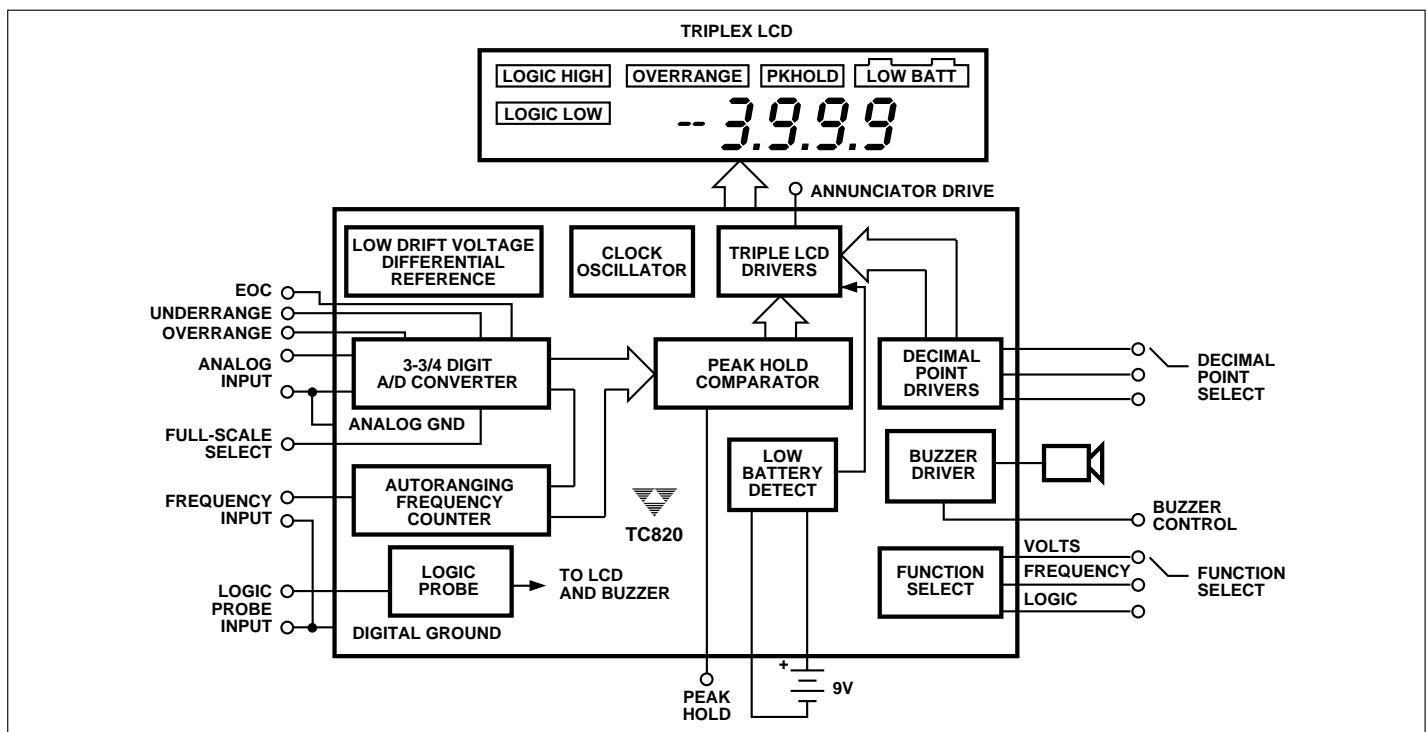 TRIPLEX LCD
LOGIC HIGH
OVERRANGE
PKHOLD
LOW BATT
LOGIC LOW
--3.9.9.9
ANNUNCIATOR DRIVE
LOW DRIFT VOLTAGE
DIFFERENTIAL
REFERENCE
CLOCK
OSCILLATOR
TRIPLE LCD
DRIVERS
EOC
UNDERRANGE
OVERRANGE
ANALOG
INPUT
3-3/4 DIGIT
A/D CONVERTER
PEAK HOLD
COMPARATOR
DECIMAL
POINT
DRIVERS
DECIMAL
POINT
SELECT
ANALOG GND
FULL-SCALE
SELECT
LOW
BATTERY
DETECT
BUZZER
DRIVER
FREQUENCY
INPUT
AUTORANGING
FREQUENCY
COUNTER
TC820
BUZZER
CONTROL
LOGIC
PROBE
INPUT
LOGIC
PROBE
TO LCD
AND BUZZER
FUNCTION
SELECT
VOLTS
FREQUENCY
LOGIC
FUNCTION
SELECT
DIGITAL GROUND
PEAK
HOLD
+
9V